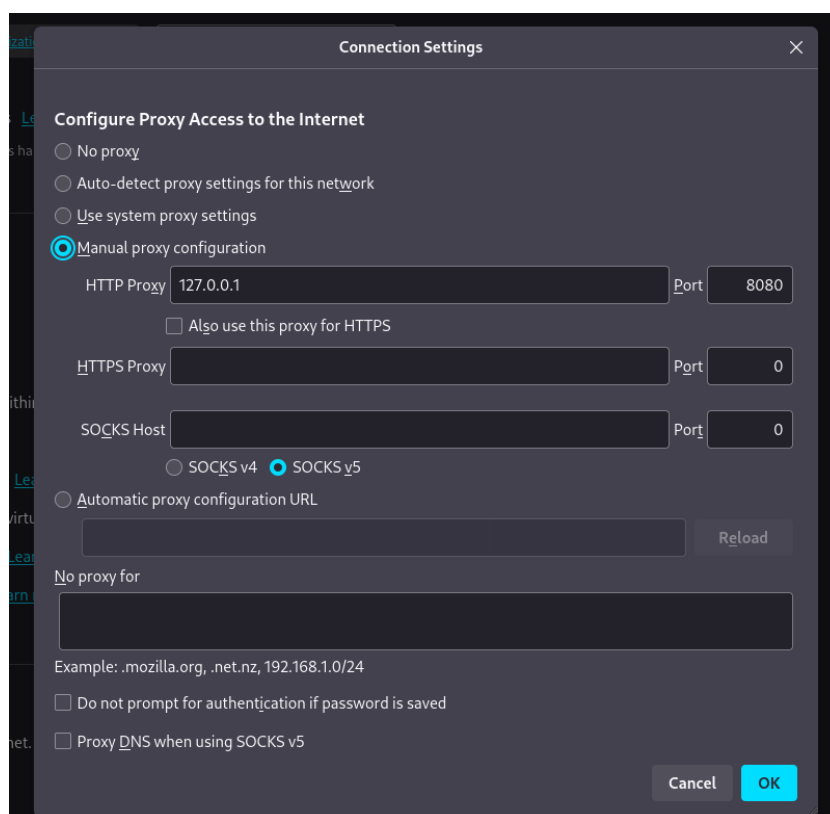 Connection Settings
Configure Proxy Access to the Internet
No proxy
Auto-detect proxy settings for this network
Use system proxy settings
Manual proxy configuration
HTTP Proxy 127.0.0.1 Port 8080
Also use this proxy for HTTPS
HTTPS Proxy Port 0
SOCKS Host Port 0
SOCKS v4 SOCKS v5
Automatic proxy configuration URL
Reload
No proxy for
Example: .mozilla.org, .net.nz, 192.168.1.0/24
Do not prompt for authentication if password is saved
Proxy DNS when using SOCKS v5
Cancel OK